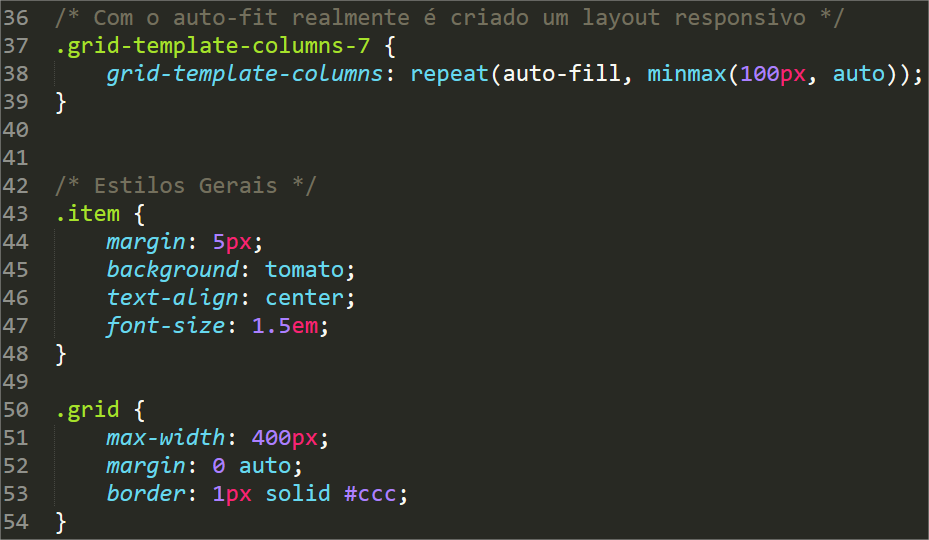 36 /* Com o auto-fit realmente é criado um layout responsivo */
37 .grid-template-columns-7 {
38     grid-template-columns: repeat(auto-fill, minmax(100px, auto));
39 }
40
41
42 /* Estilos Gerais */
43 .item {
44     margin: 5px;
45     background: tomato;
46     text-align: center;
47     font-size: 1.5em;
48 }
49
50 .grid {
51     max-width: 400px;
52     margin: 0 auto;
53     border: 1px solid #ccc;
54 }